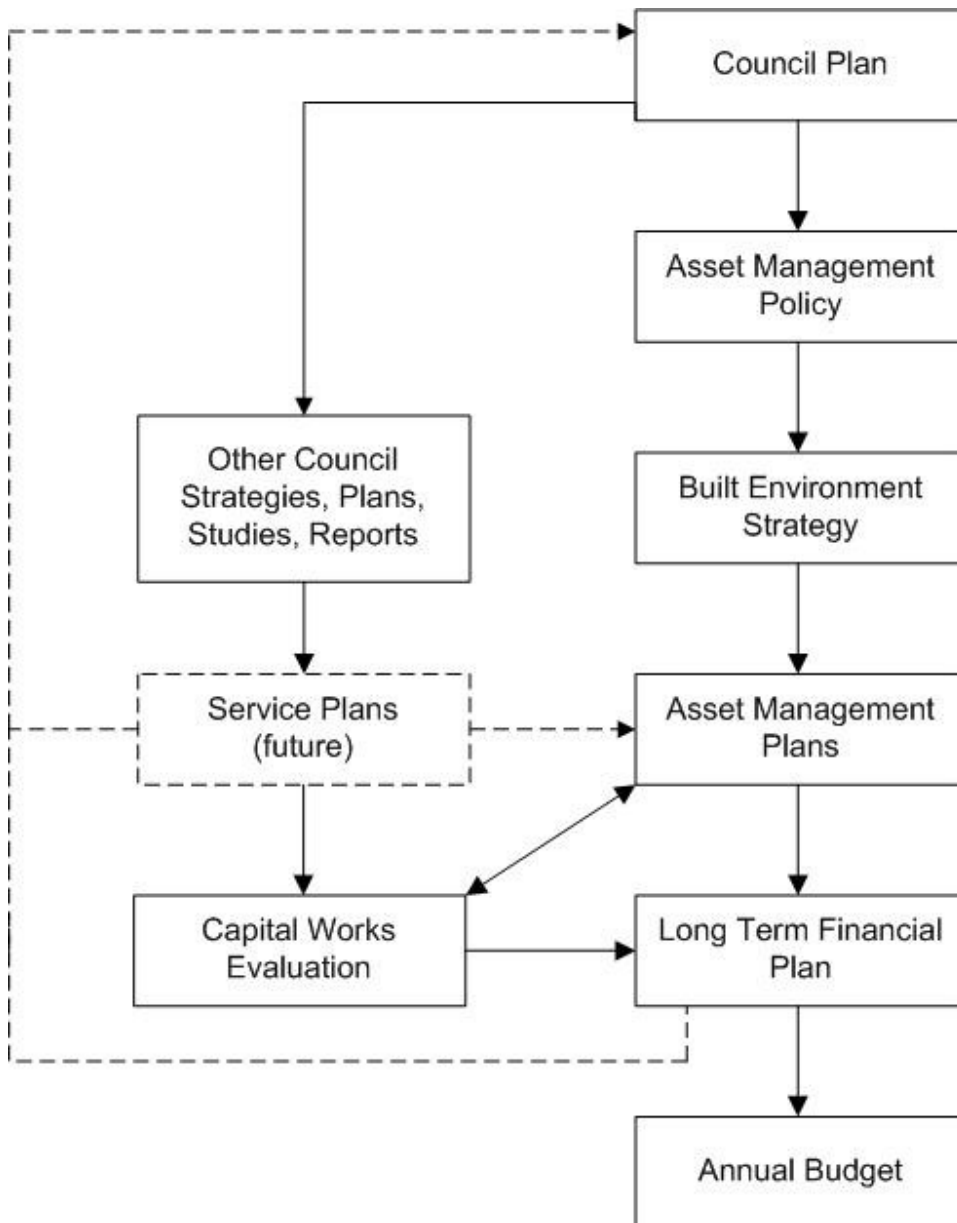 Council Plan
Asset Management
Policy
Other Council
Strategies, Plans,
Studies, Reports
Built Environment
Strategy
Service Plans
(future)
Asset Management
Plans
Capital Works
Evaluation
Long Term Financial
Plan
Annual Budget